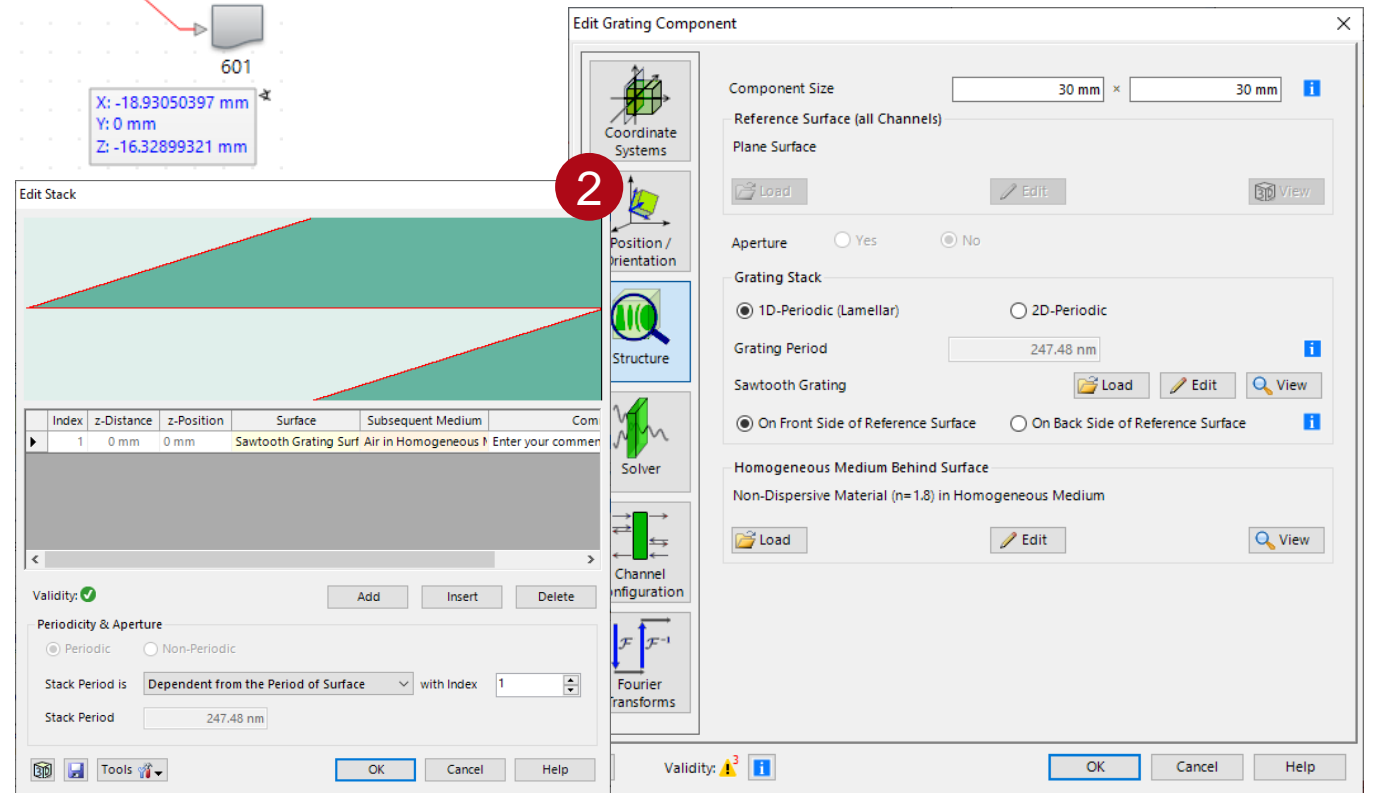 601
X: -18.93050397 mm
Y: 0 mm
Z: -16.32899321 mm
Edit Stack
Index z-Distance z-Position Surface Subsequent Medium Com
1 0 mm 0 mm Sawtooth Grating Surf Air in Homogeneous M Enter your commen
Validity:
Add Insert Delete
Periodicity & Aperture
Periodic Non-Periodic
Stack Period is Dependent from the Period of Surface with Index 1
Stack Period 247.48 nm
Tools OK Cancel Help
2
Edit Grating Component
Coordinate
Systems
Position /
Orientation
Structure
Solver
Channel
onfiguration
ℱ ℱ⁻¹
Fourier
ransforms
Component Size 30 mm × 30 mm
Reference Surface (all Channels)
Plane Surface
Load Edit View
Aperture Yes No
Grating Stack
1D-Periodic (Lamellar) 2D-Periodic
Grating Period 247.48 nm
Sawtooth Grating Load Edit View
On Front Side of Reference Surface On Back Side of Reference Surface
Homogeneous Medium Behind Surface
Non-Dispersive Material (n=1.8) in Homogeneous Medium
Load Edit View
Validity: 3 OK Cancel Help